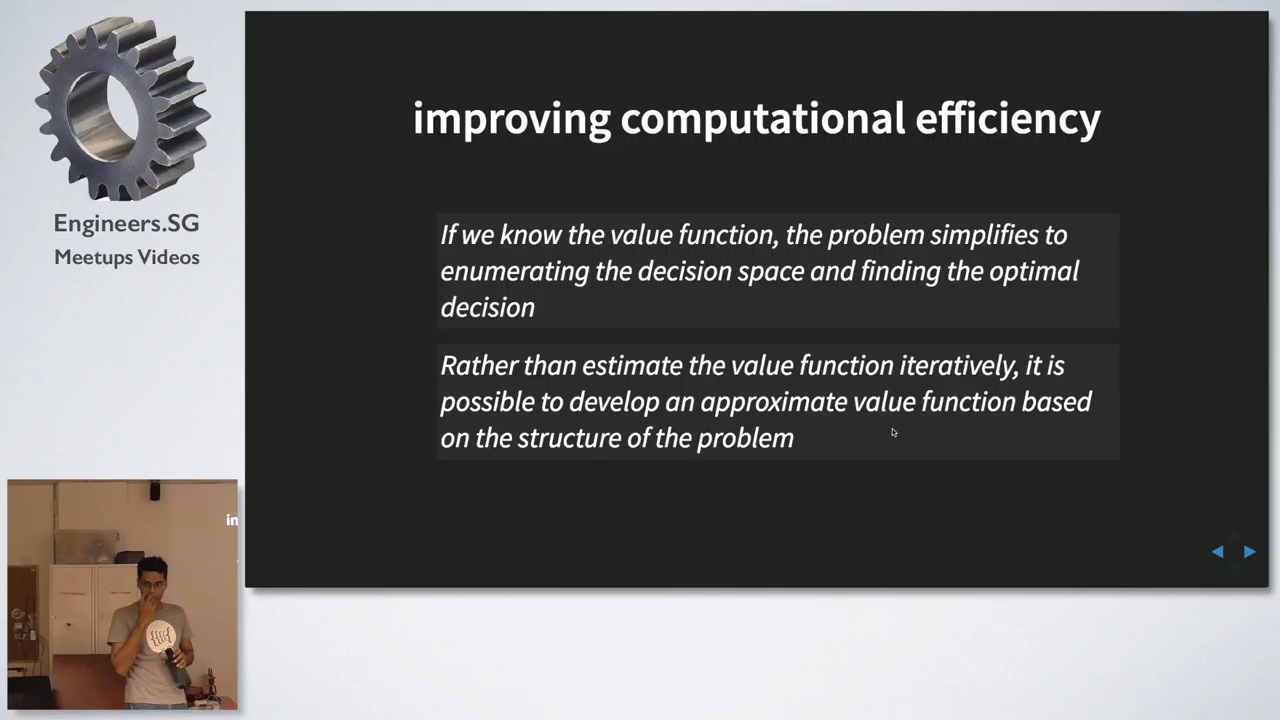 Engineers.SG
Meetups Videos
improving computational efficiency
If we know the value function, the problem simplifies to
enumerating the decision space and finding the optimal
decision
Rather than estimate the value function iteratively, it is
possible to develop an approximate value function based
on the structure of the problem
in